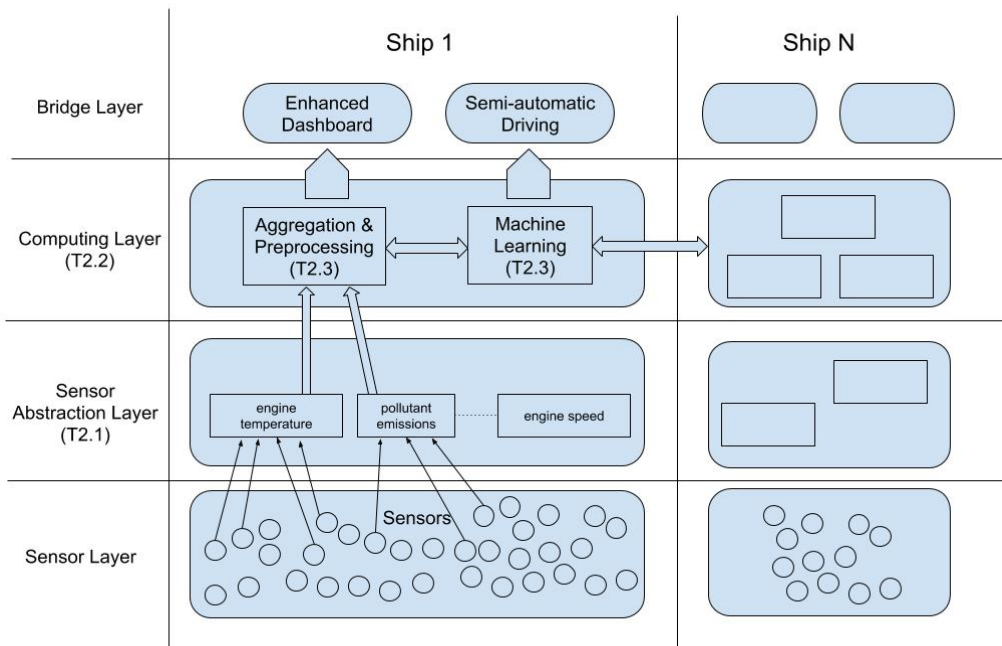 Ship 1
Ship N
Bridge Layer
Enhanced
Dashboard
Semi-automatic
Driving
Computing Layer
(T2.2)
Aggregation &
Preprocessing
(T2.3)
Machine
Learning
(T2.3)
Sensor
Abstraction Layer
(T2.1)
engine
temperature
pollutant
emissions
engine speed
Sensor Layer
Sensors